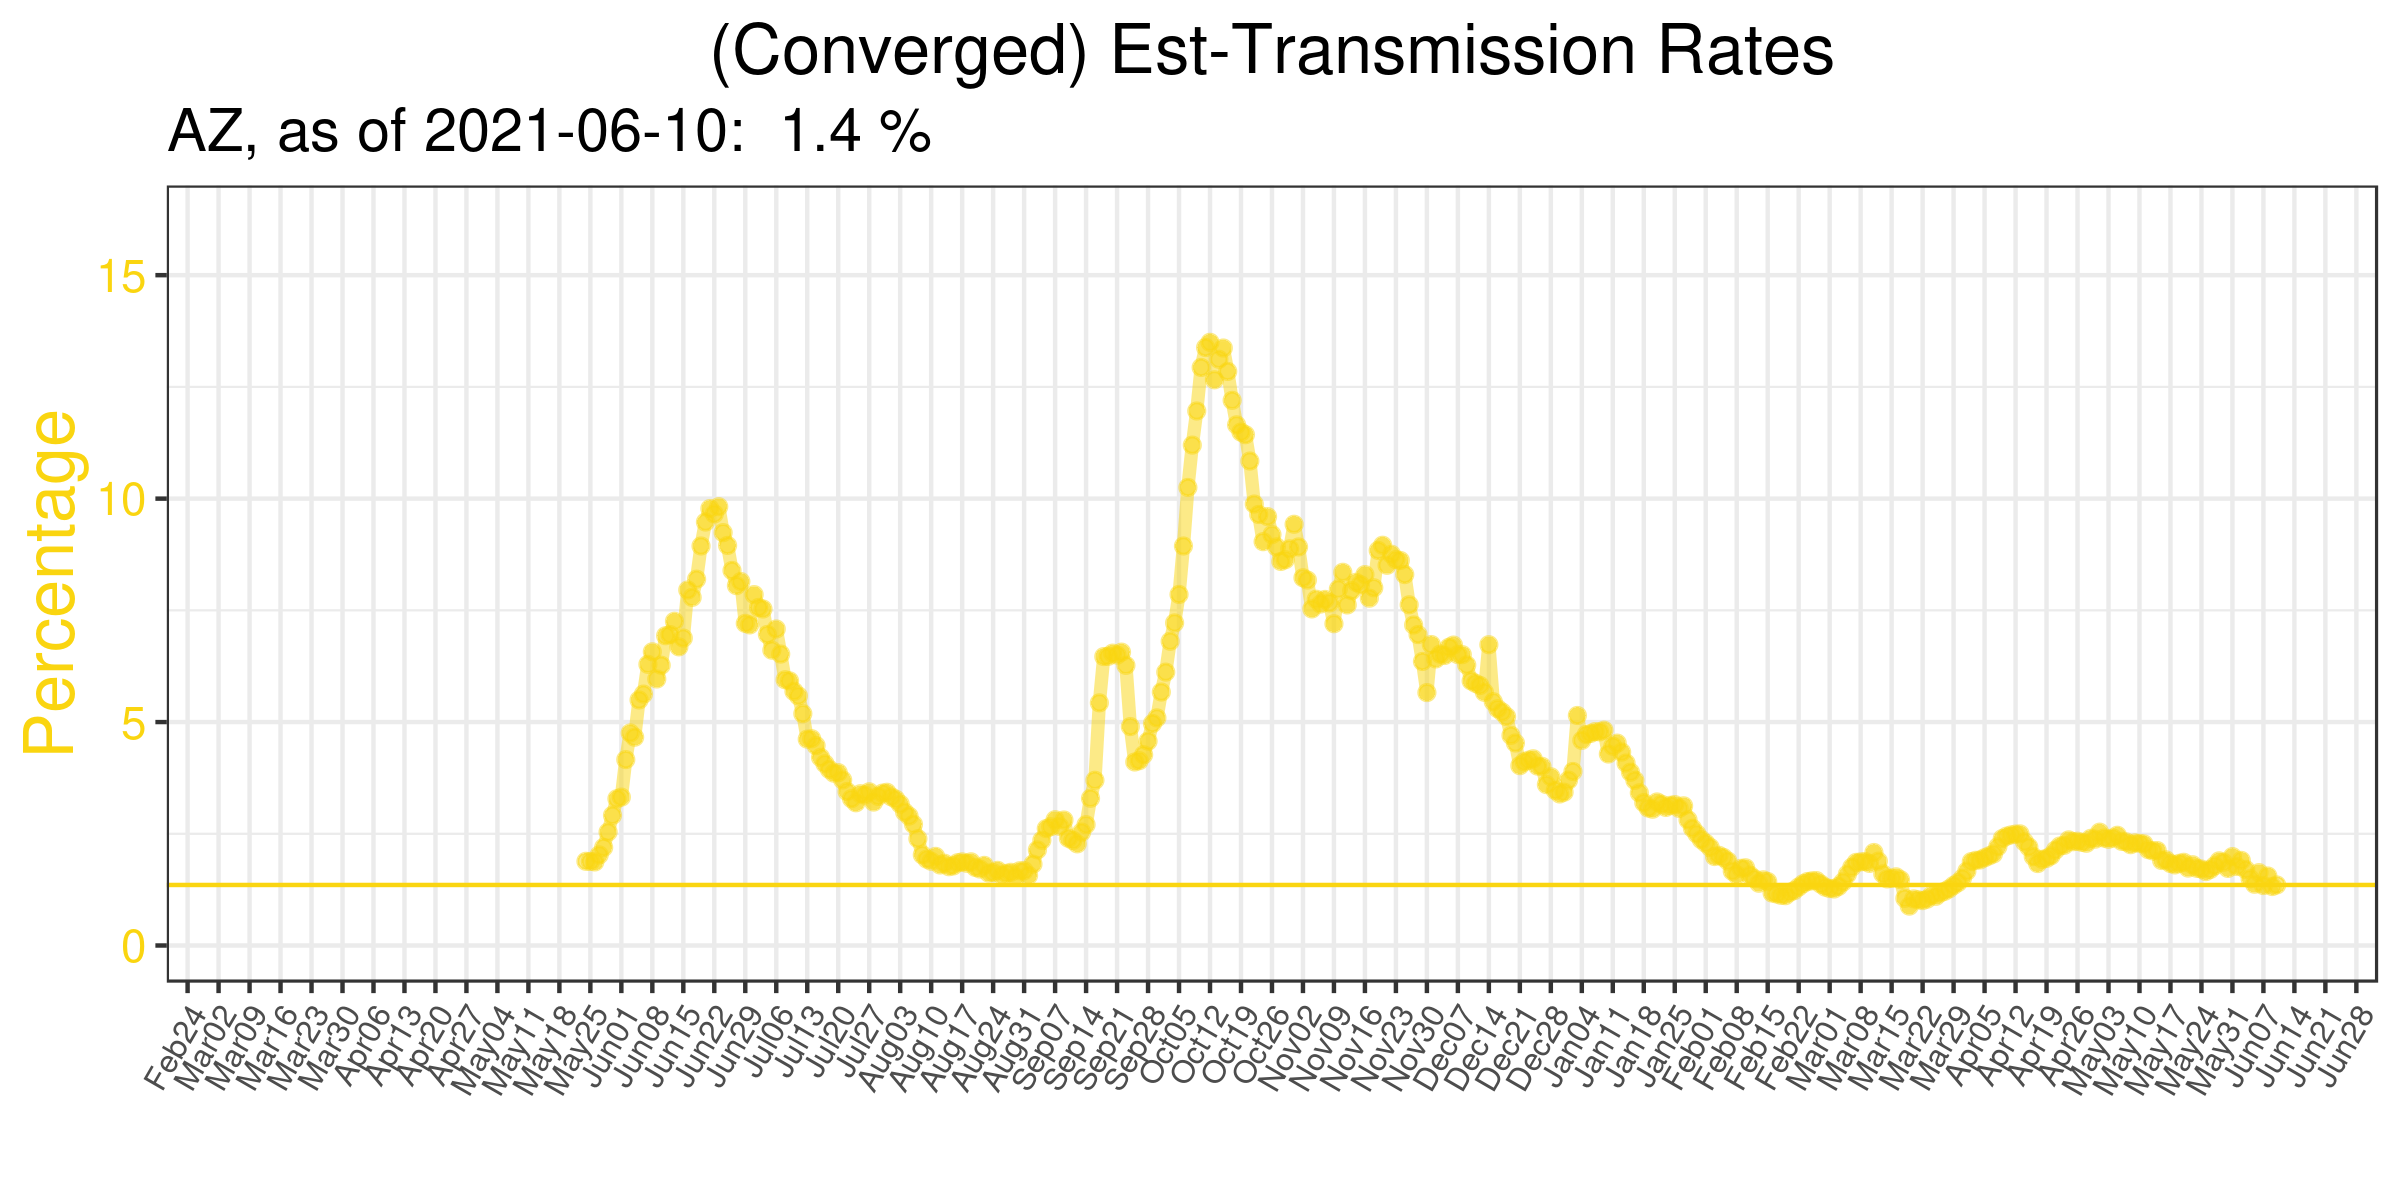 (Converged) Est-Transmission Rates
AZ, as of 2021-06-10:  1.4 %
Percentage
15
10
5
0
Feb24
Mar02
Mar09
Mar16
Mar23
Mar30
Apr06
Apr13
Apr20
Apr27
May04
May11
May18
May25
Jun01
Jun08
Jun15
Jun22
Jun29
Jul06
Jul13
Jul20
Jul27
Aug03
Aug10
Aug17
Aug24
Aug31
Sep07
Sep14
Sep21
Sep28
Oct05
Oct12
Oct19
Oct26
Nov02
Nov09
Nov16
Nov23
Nov30
Dec07
Dec14
Dec21
Dec28
Jan04
Jan11
Jan18
Jan25
Feb01
Feb08
Feb15
Feb22
Mar01
Mar08
Mar15
Mar22
Mar29
Apr05
Apr12
Apr19
Apr26
May03
May10
May17
May24
May31
Jun07
Jun14
Jun21
Jun28